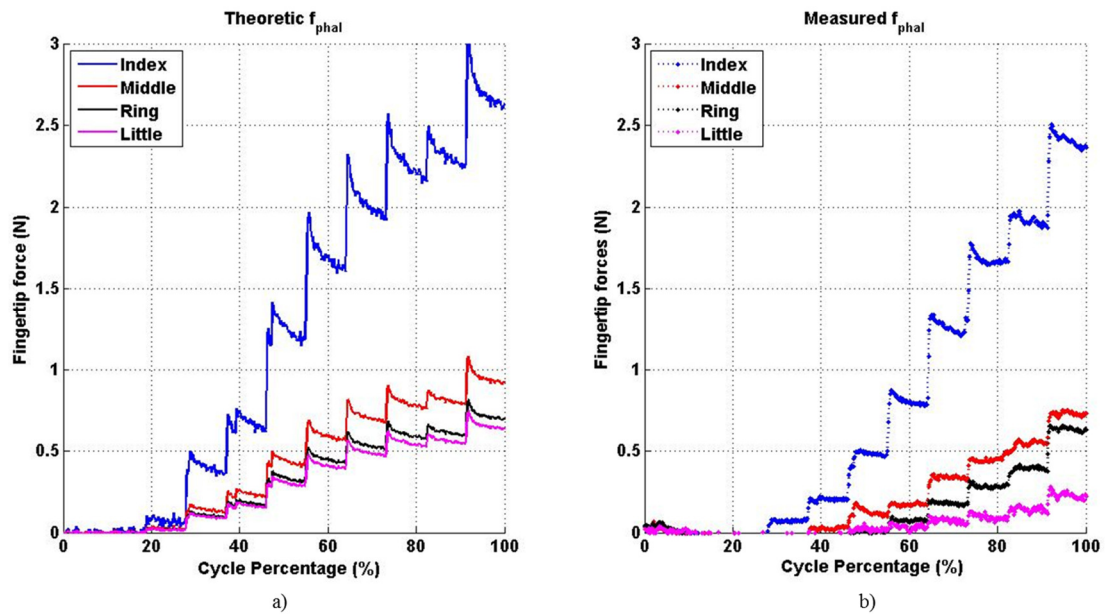 Theoretic f_phal
3
2.5
2
1.5
1
0.5
0
0
20
40
60
80
100
Index
Middle
Ring
Little
Fingertip force (N)
Cycle Percentage (%)
a)
Measured f_phal
3
2.5
2
1.5
1
0.5
0
0
20
40
60
80
100
Index
Middle
Ring
Little
Fingertip forces (N)
Cycle Percentage (%)
b)